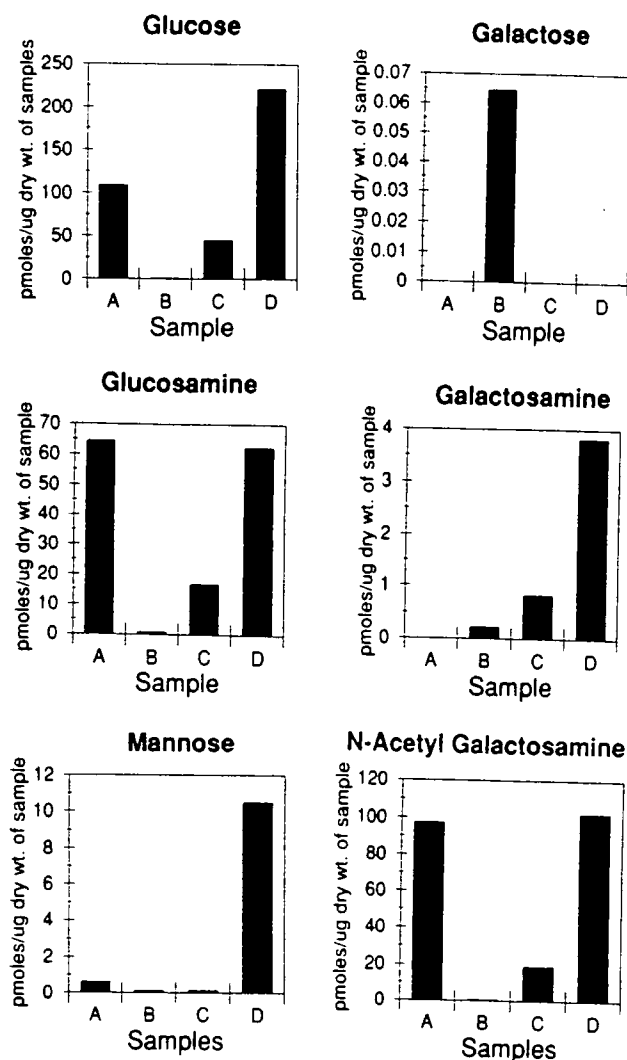 Glucose
pmoles/ug dry wt. of samples
250
200
150
100
50
0
A B C D
Sample
Galactose
pmoles/ug dry wt. of sample
0.07
0.06
0.05
0.04
0.03
0.02
0.01
0
A B C D
Sample
Glucosamine
pmoles/ug dry wt. of sample
70
60
50
40
30
20
10
0
A B C D
Sample
Galactosamine
pmoles/ug dry wt. of sample
4
3
2
1
0
A B C D
Sample
Mannose
pmoles/ug dry wt. of sample
12
10
8
6
4
2
0
A B C D
Samples
N-Acetyl Galactosamine
pmoles/ug dry wt. of sample
120
100
80
60
40
20
0
A B C D
Samples